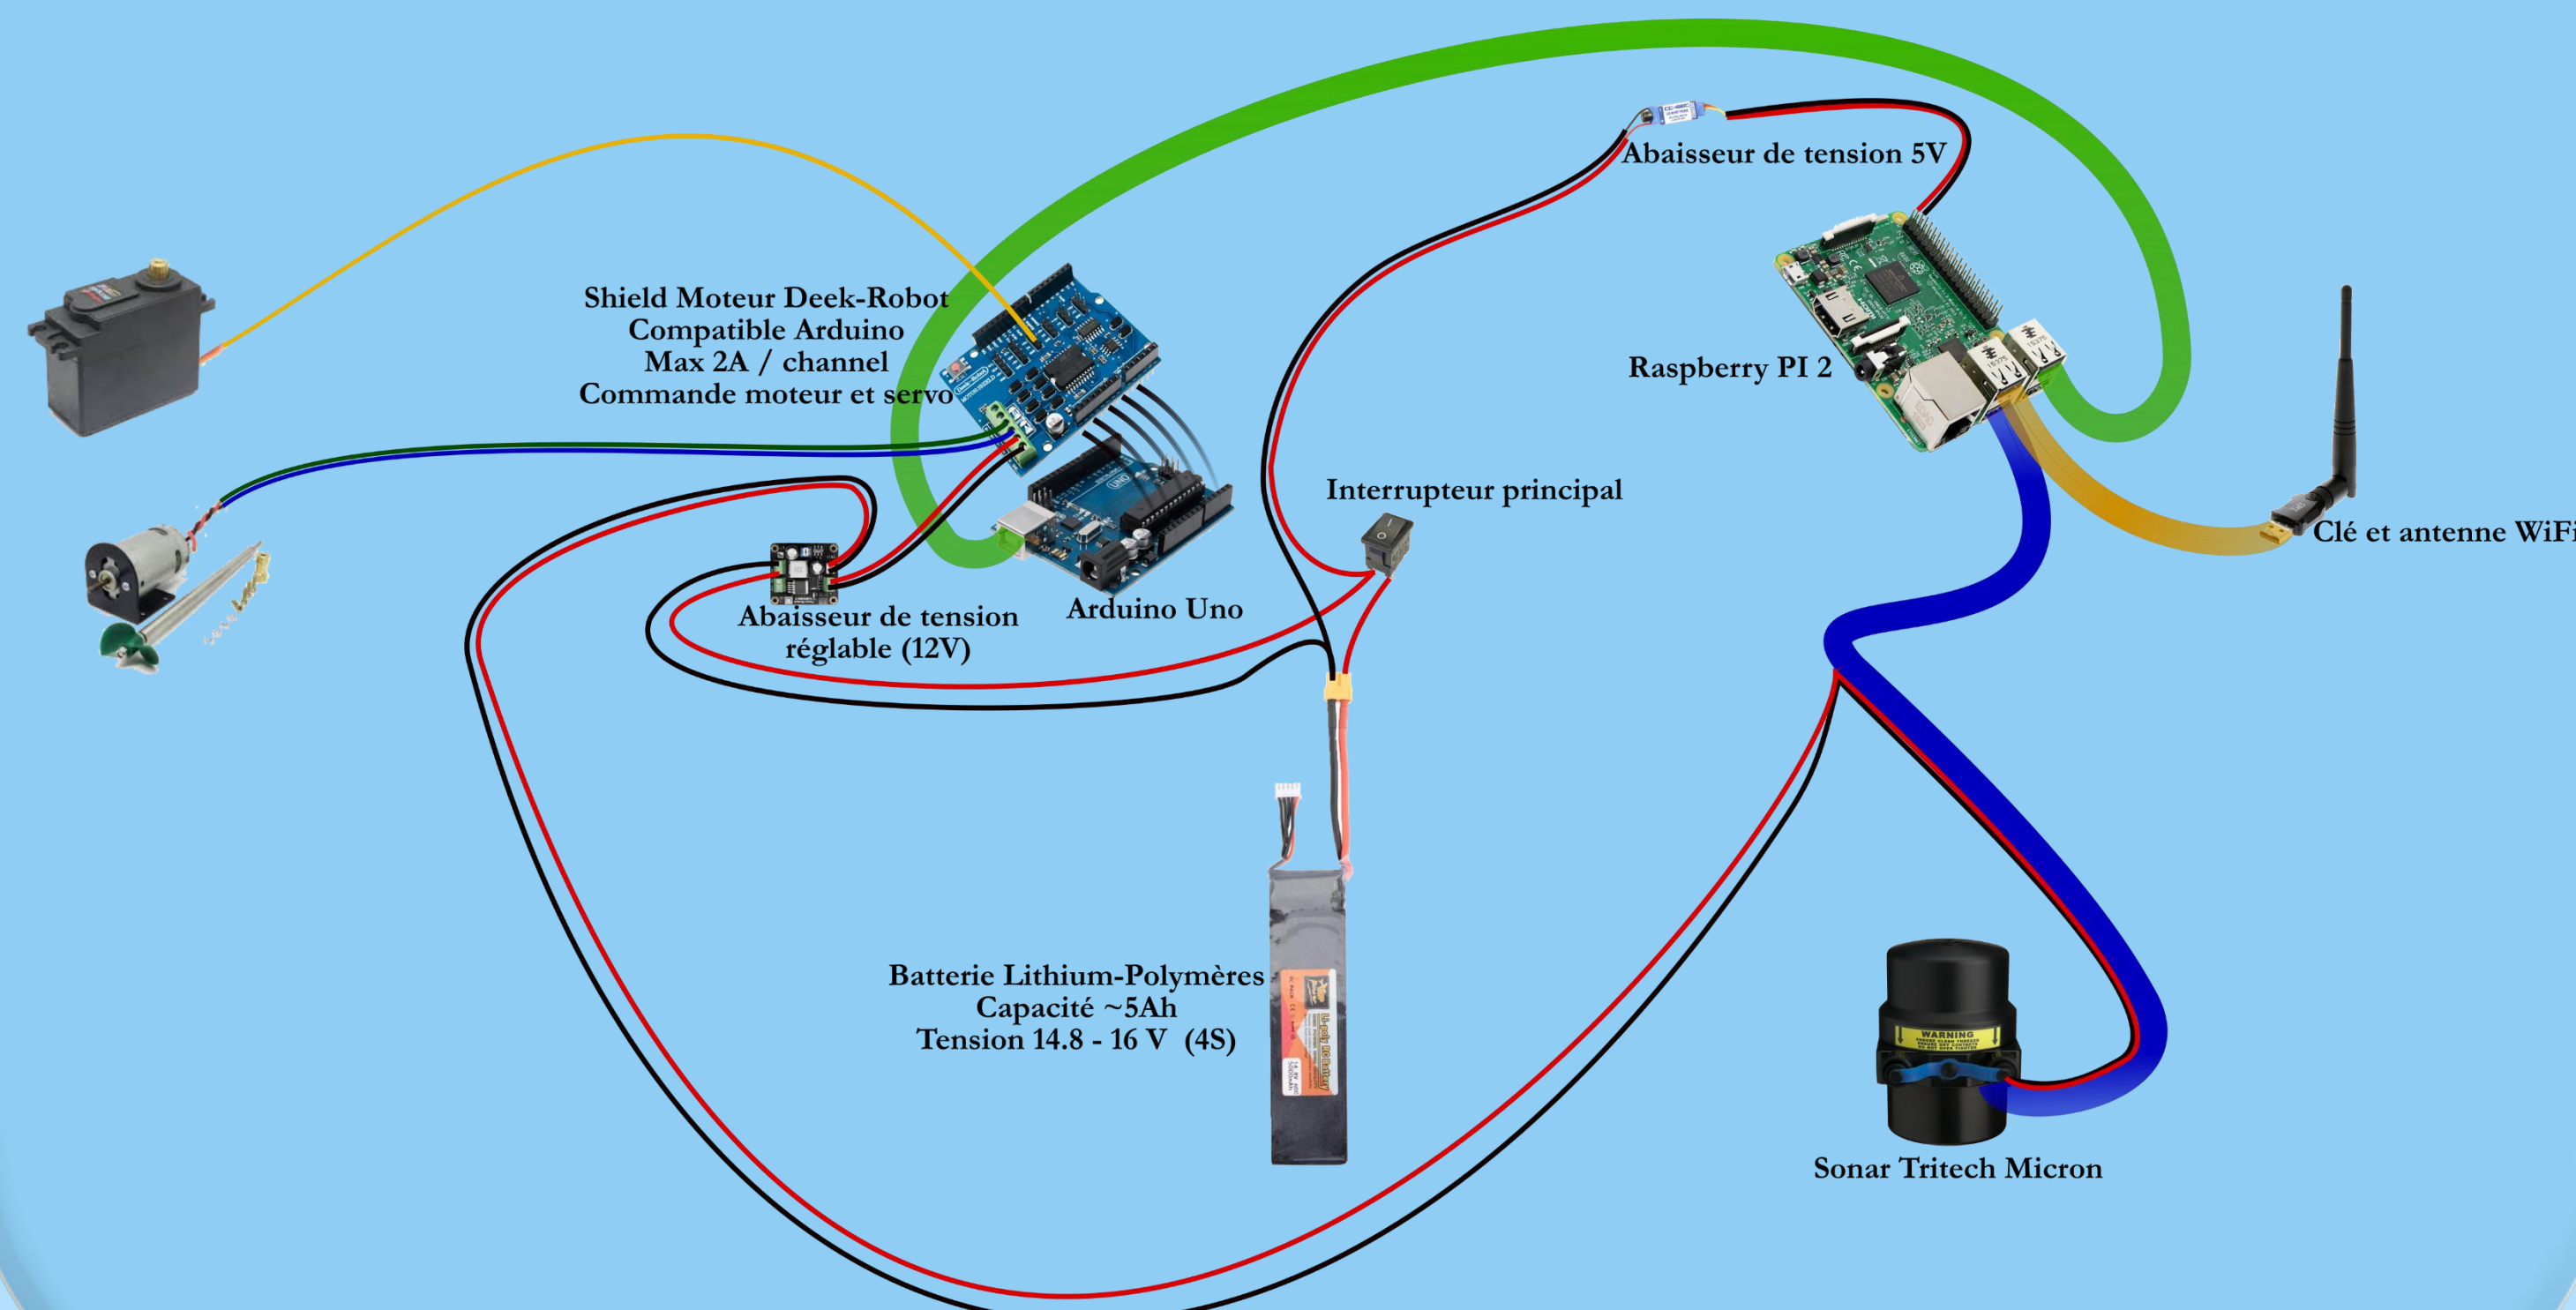 Abaisseur de tension 5V
Shield Moteur Deek-Robot
Compatible Arduino
Max 2A / channel
Commande moteur et servo
Raspberry PI 2
Interrupteur principal
Clé et antenne WiFi
Abaisseur de tension
réglable (12V)
Arduino Uno
UNO
Batterie Lithium-Polymères
Capacité ~5Ah
Tension 14.8 - 16 V (4S)
WARNING
Sonar Tritech Micron